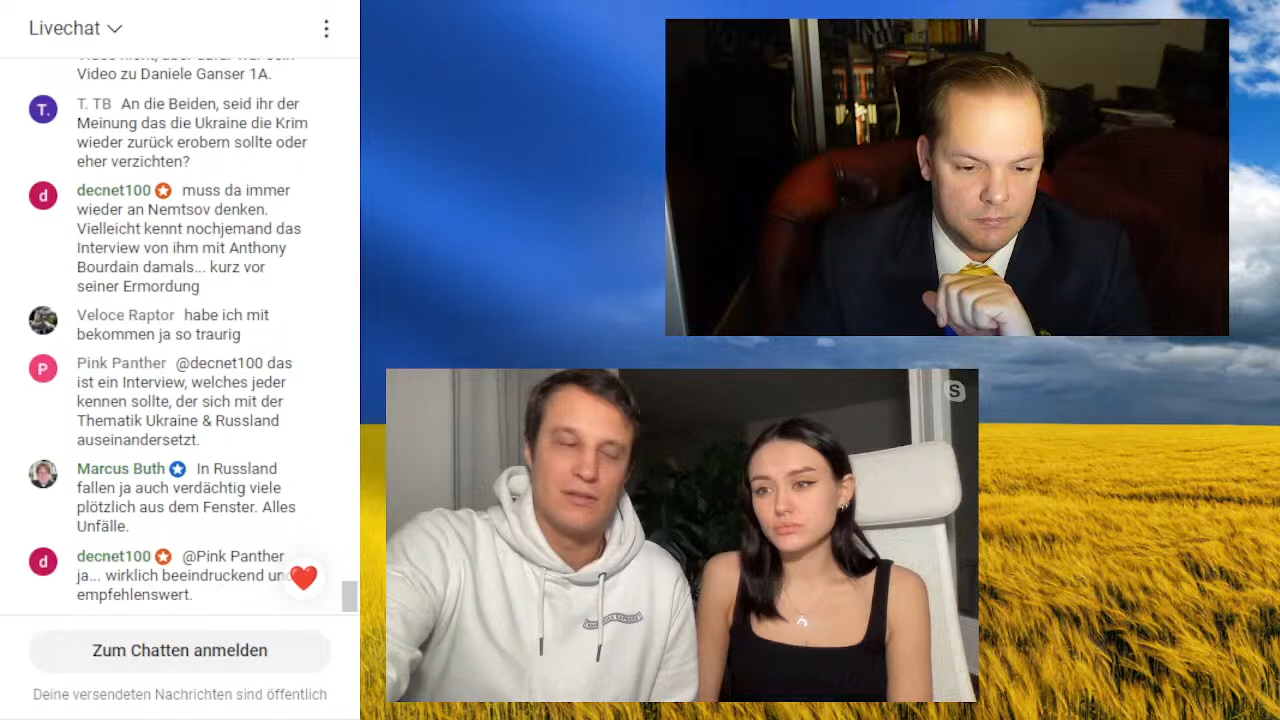 Livechat
Video zu Daniele Ganser 1A.
T. TB An die Beiden, seid ihr der
Meinung das die Ukraine die Krim
wieder zurück erobern sollte oder
eher verzichten?
decnet100 muss da immer
wieder an Nemtsov denken.
Vielleicht kennt nochjemand das
Interview von ihm mit Anthony
Bourdain damals... kurz vor
seiner Ermordung
Veloce Raptor habe ich mit
bekommen ja so traurig
Pink Panther @decnet100 das
ist ein Interview, welches jeder
kennen sollte, der sich mit der
Thematik Ukraine & Russland
auseinandersetzt.
Marcus Buth In Russland
fallen ja auch verdächtig viele
plötzlich aus dem Fenster. Alles
Unfälle.
decnet100 @Pink Panther
ja... wirklich beeindruckend und
empfehlenswert.
Zum Chatten anmelden
Deine versendeten Nachrichten sind öffentlich
T.
d
P
d
S